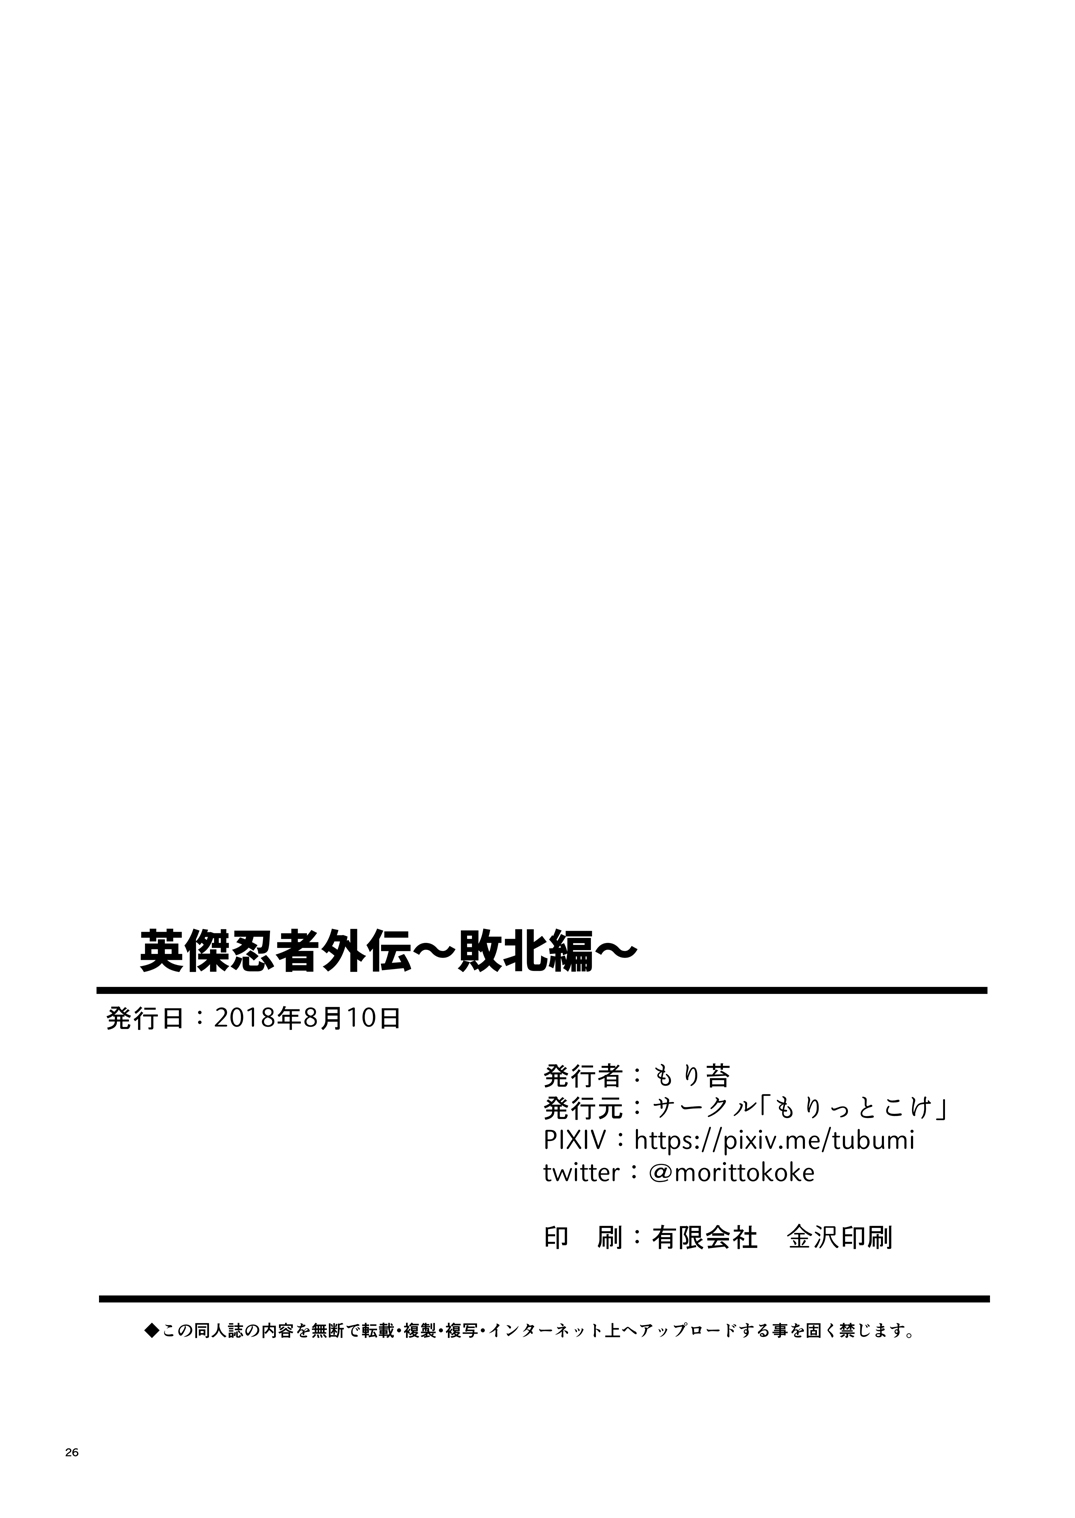 英傑忍者外伝～敗北編～
発行日：2018年8月10日
発行者：もり苔
発行元：サークル「もりっとこけ」
PIXIV：https://pixiv.me/tubumi
twitter：@morittokoke
印　刷：有限会社　金沢印刷
◆この同人誌の内容を無断で転載・複製・複写・インターネット上へアップロードする事を固く禁じます。
26